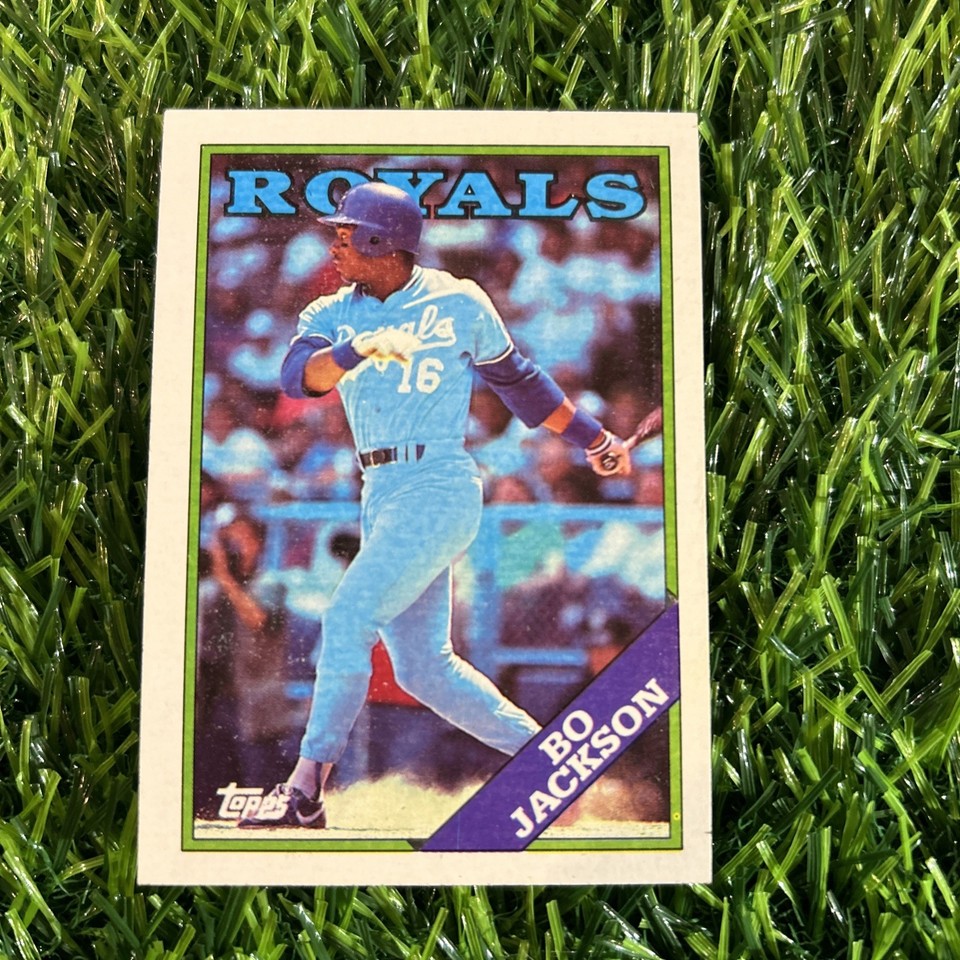 ROYALS
Royals
16
BO
JACKSON
topps